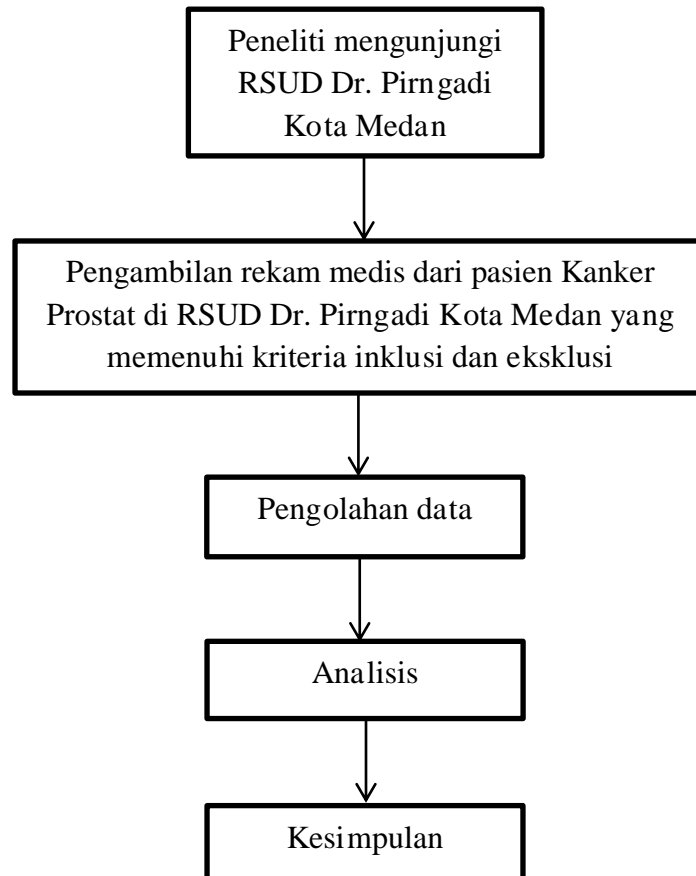 Peneliti mengunjungi
RSUD Dr. Pirngadi
Kota Medan
Pengambilan rekam medis dari pasien Kanker
Prostat di RSUD Dr. Pirngadi Kota Medan yang
memenuhi kriteria inklusi dan eksklusi
Pengolahan data
Analisis
Kesimpulan